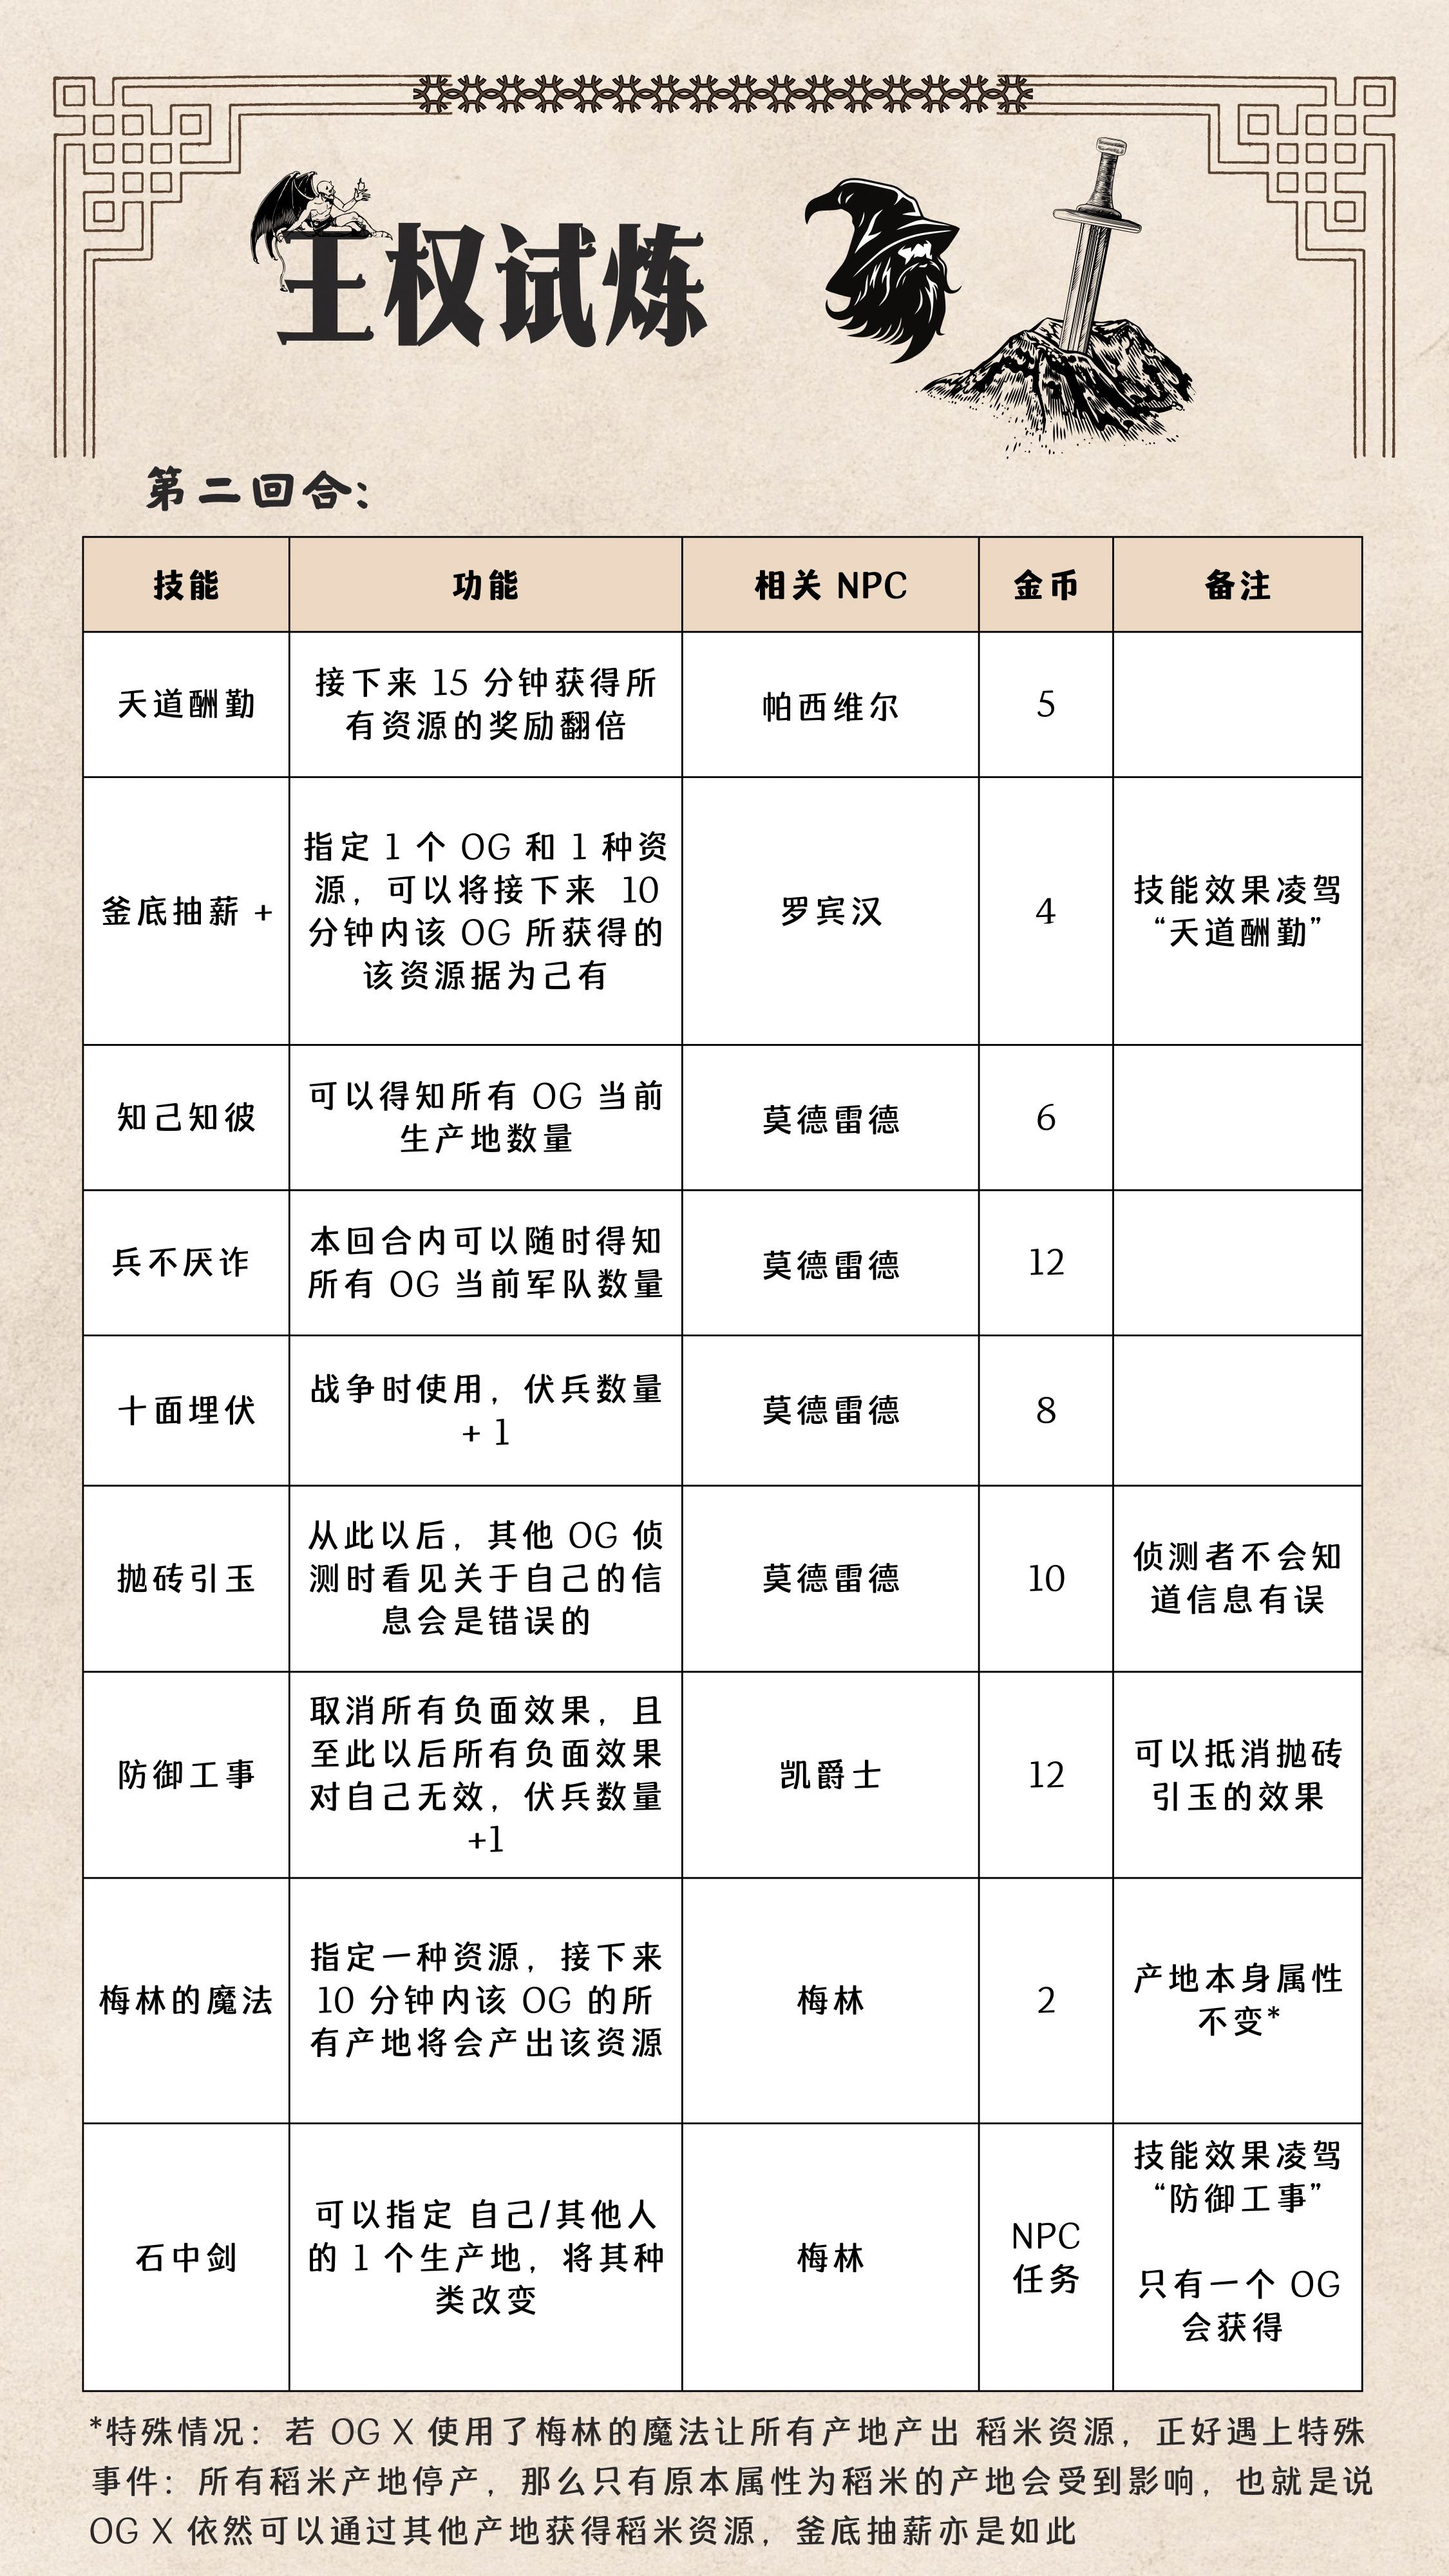 王权试炼
第二回合：
技能 功能 相关 NPC 金币 备注
天道酬勤
接下来 15 分钟获得所
有资源的奖励翻倍
帕西维尔
5
釜底抽薪 +
指定 1 个 OG 和 1 种资
源，可以将接下来 10
分钟内该 OG 所获得的
该资源据为己有
罗宾汉
4
技能效果凌驾
“天道酬勤”
知己知彼
可以得知所有 OG 当前
生产地数量
莫德雷德
6
兵不厌诈
本回合内可以随时得知
所有 OG 当前军队数量
莫德雷德
12
十面埋伏
战争时使用，伏兵数量
+ 1
莫德雷德
8
抛砖引玉
从此以后，其他 OG 侦
测时看见关于自己的信
息会是错误的
莫德雷德
10
侦测者不会知
道信息有误
防御工事
取消所有负面效果，且
至此以后所有负面效果
对自己无效，伏兵数量
+1
凯爵士
12
可以抵消抛砖
引玉的效果
梅林的魔法
指定一种资源，接下来
10 分钟内该 OG 的所
有产地将会产出该资源
梅林
2
产地本身属性
不变*
石中剑
可以指定 自己/其他人
的 1 个生产地，将其种
类改变
梅林
NPC
任务
技能效果凌驾
“防御工事”
只有一个 OG
会获得
*特殊情况：若 OG X 使用了梅林的魔法让所有产地产出 稻米资源，正好遇上特殊
事件：所有稻米产地停产，那么只有原本属性为稻米的产地会受到影响，也就是说
OG X 依然可以通过其他产地获得稻米资源，釜底抽薪亦是如此